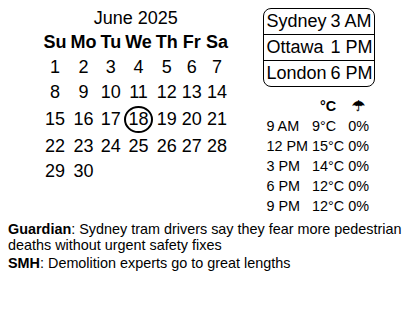 June 2025
Su Mo Tu We Th Fr Sa
1 2 3 4 5 6 7
8 9 10 11 12 13 14
15 16 17 18 19 20 21
22 23 24 25 26 27 28
29 30
Sydney 3 AM
Ottawa 1 PM
London 6 PM
°C ☂
9 AM 9°C 0%
12 PM 15°C 0%
3 PM 14°C 0%
6 PM 12°C 0%
9 PM 12°C 0%
Guardian: Sydney tram drivers say they fear more pedestrian
deaths without urgent safety fixes
SMH: Demolition experts go to great lengths